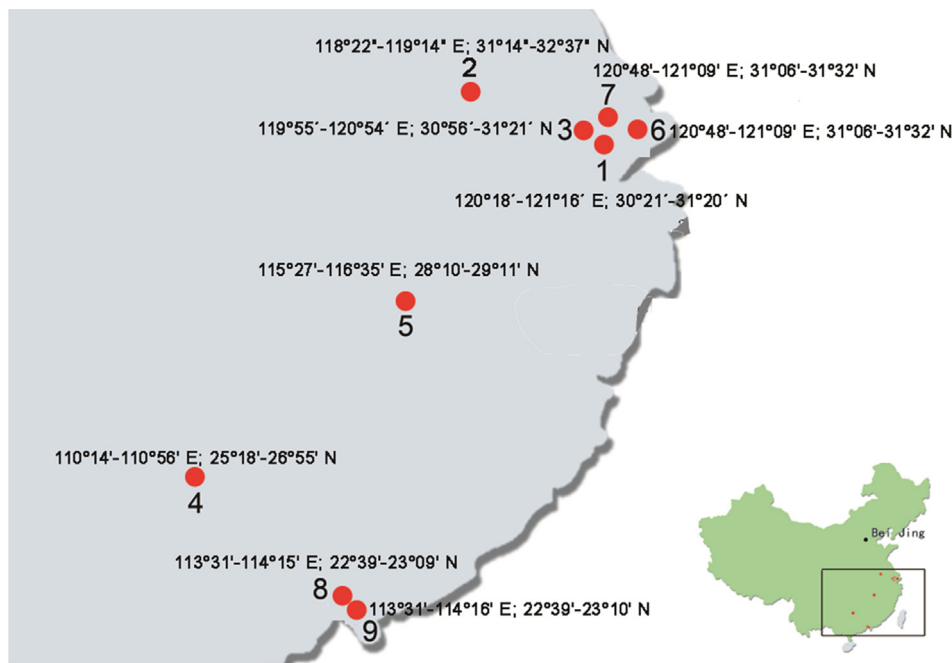 118°22"-119°14" E; 31°14"-32°37" N
2
120°48'-121°09' E; 31°06'-31°32' N
7
119°55´-120°54´ E; 30°56´-31°21´ N 3
6 120°48'-121°09' E; 31°06'-31°32' N
1
120°18´-121°16´ E; 30°21´-31°20´ N
115°27'-116°35' E; 28°10'-29°11' N
5
110°14'-110°56' E; 25°18'-26°55' N
4
Bei Jing
113°31'-114°15' E; 22°39'-23°09' N
8
113°31'-114°16' E; 22°39'-23°10' N
9